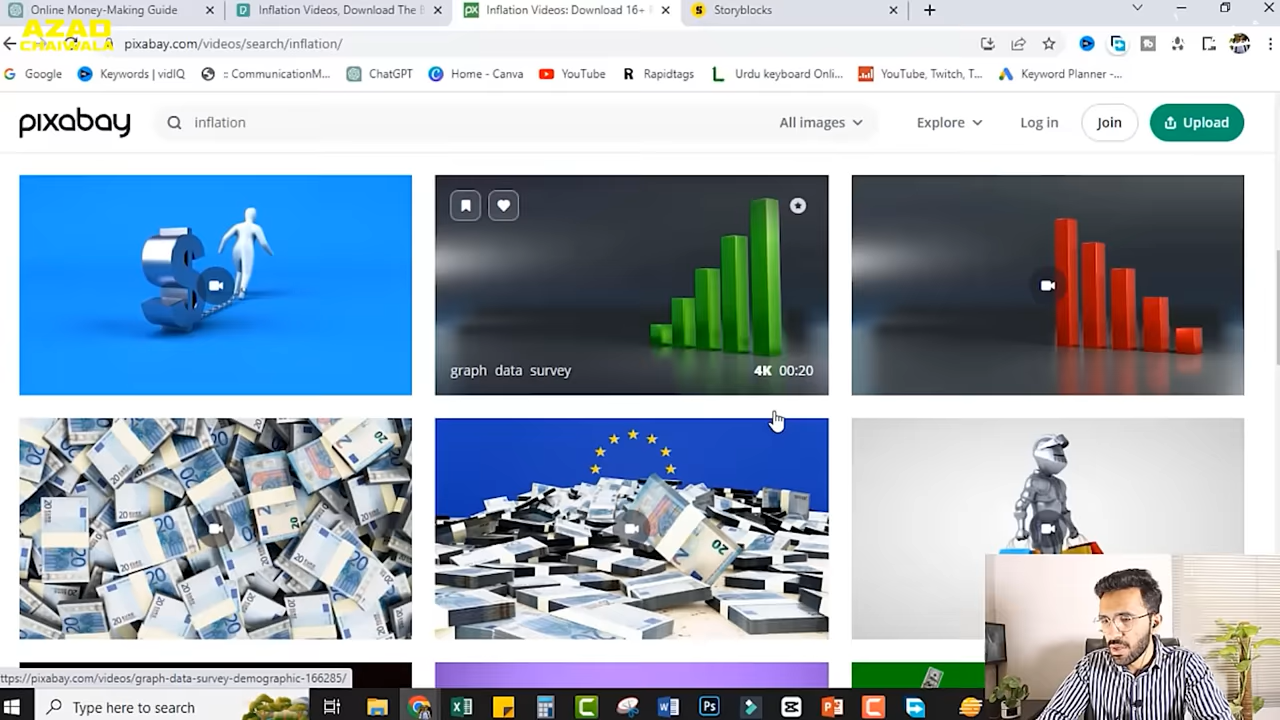 Online Money-Making Guide
Inflation Videos, Download The B
Inflation Videos: Download 16+ F
Storyblocks
AZAD
CHAIWALA
pixabay.com/videos/search/inflation/
Google
Keywords | vidIQ
:: CommunicationM...
ChatGPT
Home - Canva
YouTube
Rapidtags
Urdu keyboard Onli...
YouTube, Twitch, T...
Keyword Planner -...
pixabay
inflation
All images
Explore
Log in
Join
Upload
graph data survey
4K 00:20
ttps://pixabay.com/videos/graph-data-survey-demographic-166285/
Type here to search